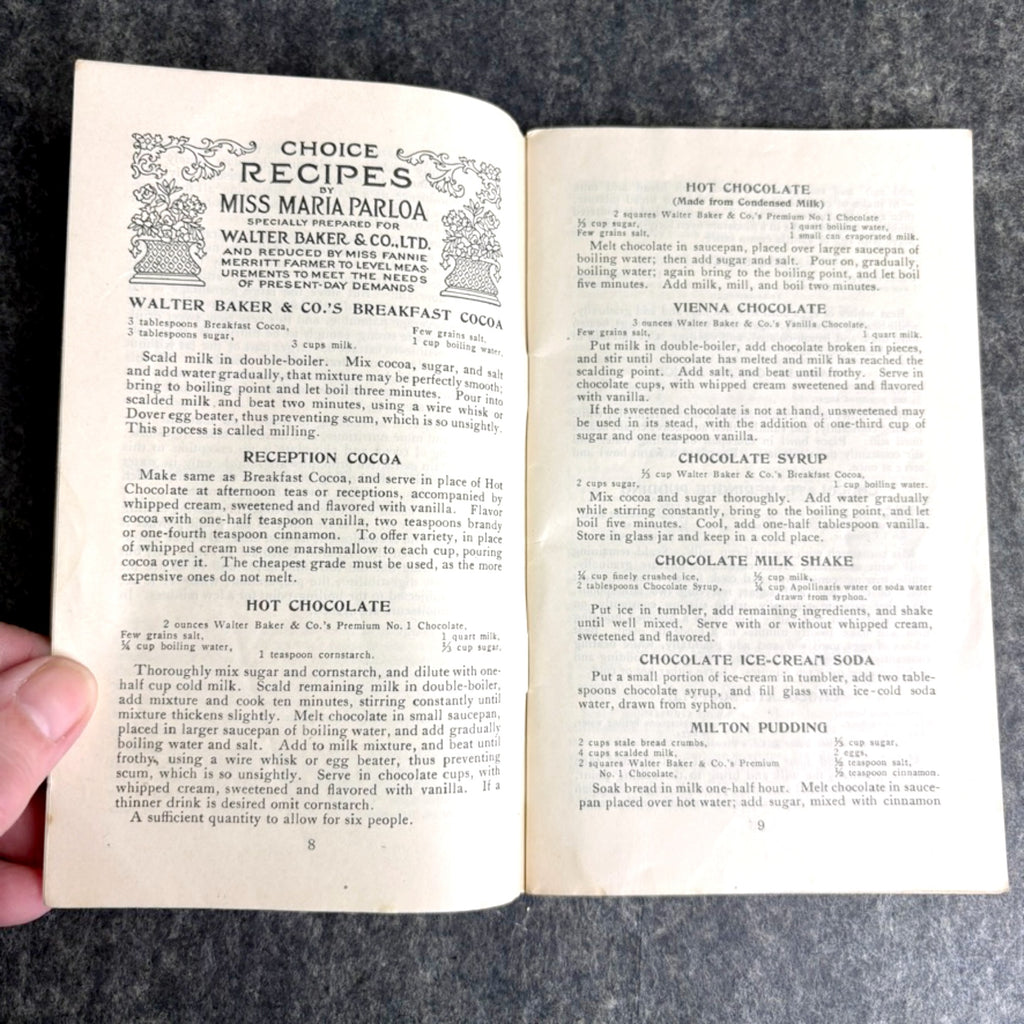 CHOICE
RECIPES
BY
MISS MARIA PARLOA
SPECIALLY PREPARED FOR
WALTER BAKER & CO., LTD.
AND REDUCED BY MISS FANNIE
MERRITT FARMER TO LEVEL MEAS-
UREMENTS TO MEET THE NEEDS
OF PRESENT-DAY DEMANDS
WALTER BAKER & CO.'S BREAKFAST COCOA
3 tablespoons Breakfast Cocoa, Few grains salt,
3 tablespoons sugar, 1 cup boiling water,
3 cups milk.
Scald milk in double-boiler. Mix cocoa, sugar, and salt
and add water gradually, that mixture may be perfectly smooth;
bring to boiling point and let boil three minutes. Pour into
scalded milk and beat two minutes, using a wire whisk or
Dover egg beater, thus preventing scum, which is so unsightly.
This process is called milling.
RECEPTION COCOA
Make same as Breakfast Cocoa, and serve in place of Hot
Chocolate at afternoon teas or receptions, accompanied by
whipped cream, sweetened and flavored with vanilla. Flavor
cocoa with one-half teaspoon vanilla, two teaspoons brandy
or one-fourth teaspoon cinnamon. To offer variety, in place
of whipped cream use one marshmallow to each cup, pouring
cocoa over it. The cheapest grade must be used, as the more
expensive ones do not melt.
HOT CHOCOLATE
2 ounces Walter Baker & Co.'s Premium No. 1 Chocolate,
Few grains salt, 1 quart milk,
¼ cup boiling water, ⅓ cup sugar,
1 teaspoon cornstarch.
Thoroughly mix sugar and cornstarch, and dilute with one-
half cup cold milk. Scald remaining milk in double-boiler,
add mixture and cook ten minutes, stirring constantly until
mixture thickens slightly. Melt chocolate in small saucepan,
placed in larger saucepan of boiling water, and add gradually
boiling water and salt. Add to milk mixture, and beat until
frothy, using a wire whisk or egg beater, thus preventing
scum, which is so unsightly. Serve in chocolate cups, with
whipped cream, sweetened and flavored with vanilla. If a
thinner drink is desired omit cornstarch.
A sufficient quantity to allow for six people.
8
HOT CHOCOLATE
(Made from Condensed Milk)
2 squares Walter Baker & Co.'s Premium No. 1 Chocolate
⅓ cup sugar, 1 quart boiling water,
Few grains salt, 1 small can evaporated milk.
Melt chocolate in saucepan, placed over larger saucepan of
boiling water; then add sugar and salt. Pour on, gradually,
boiling water; again bring to the boiling point, and let boil
five minutes. Add milk, mill, and boil two minutes.
VIENNA CHOCOLATE
3 ounces Walter Baker & Co.'s Vanilla Chocolate,
Few grains salt, 1 quart milk.
Put milk in double-boiler, add chocolate broken in pieces,
and stir until chocolate has melted and milk has reached the
scalding point. Add salt, and beat until frothy. Serve in
chocolate cups, with whipped cream sweetened and flavored
with vanilla.
If the sweetened chocolate is not at hand, unsweetened may
be used in its stead, with the addition of one-third cup of
sugar and one teaspoon vanilla.
CHOCOLATE SYRUP
⅓ cup Walter Baker & Co.'s Breakfast Cocoa,
2 cups sugar, 1 cup boiling water.
Mix cocoa and sugar thoroughly. Add water gradually
while stirring constantly, bring to the boiling point, and let
boil five minutes. Cool, add one-half tablespoon vanilla.
Store in glass jar and keep in a cold place.
CHOCOLATE MILK SHAKE
¼ cup finely crushed ice, ½ cup milk,
2 tablespoons Chocolate Syrup, ¼ cup Apollinaris water or soda water
drawn from syphon.
Put ice in tumbler, add remaining ingredients, and shake
until well mixed. Serve with or without whipped cream,
sweetened and flavored.
CHOCOLATE ICE-CREAM SODA
Put a small portion of ice-cream in tumbler, add two table-
spoons chocolate syrup, and fill glass with ice-cold soda
water, drawn from syphon.
MILTON PUDDING
2 cups stale bread crumbs, ⅔ cup sugar,
4 cups scalded milk, 2 eggs,
2 squares Walter Baker & Co.'s Premium ½ teaspoon salt,
No. 1 Chocolate, ½ teaspoon cinnamon.
Soak bread in milk one-half hour. Melt chocolate in sauce-
pan placed over hot water; add sugar, mixed with cinnamon
9